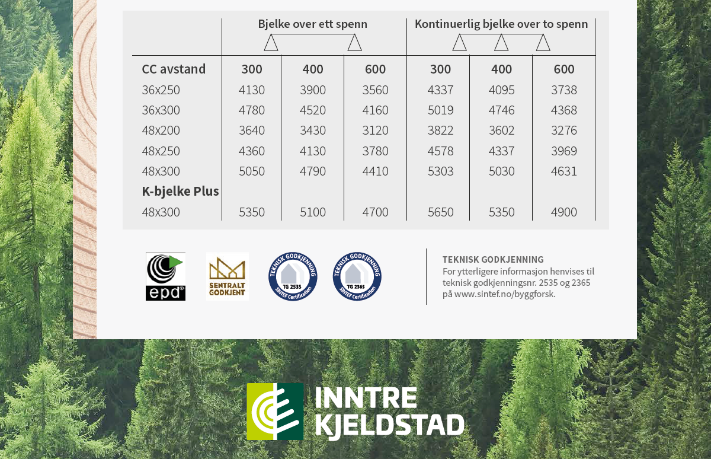 Bjelke over ett spenn Kontinuerlig bjelke over to spenn
CC avstand 300 400 600 300 400 600
36x250 4130 3900 3560 4337 4095 3738
36x300 4780 4520 4160 5019 4746 4368
48x200 3640 3430 3120 3822 3602 3276
48x250 4360 4130 3780 4578 4337 3969
48x300 5050 4790 4410 5303 5030 4631
K-bjelke Plus
48x300 5350 5100 4700 5650 5350 4900
epd
SENTRALT
GODKJENT
TEKNISK GODKJENNING
TG 2535
SINTEF Certification
TEKNISK GODKJENNING
TG 2365
SINTEF Certification
TEKNISK GODKJENNING
For ytterligere informasjon henvises til
teknisk godkjenningsnr. 2535 og 2365
på www.sintef.no/byggforsk.
INNTRE
KJELDSTAD